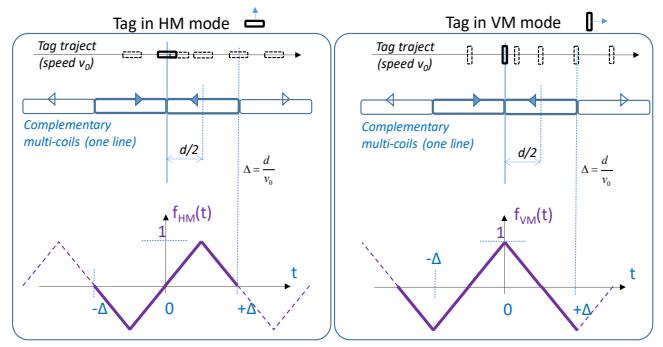 Tag in HM mode
Tag traject
(speed v0)
Complementary
multi-coils (one line)
d/2
Δ = d/v0
fHM(t)
1
t
-Δ
0
+Δ
Tag in VM mode
Tag traject
(speed v0)
Complementary
multi-coils (one line)
d/2
Δ = d/v0
fVM(t)
1
-Δ
t
0
+Δ